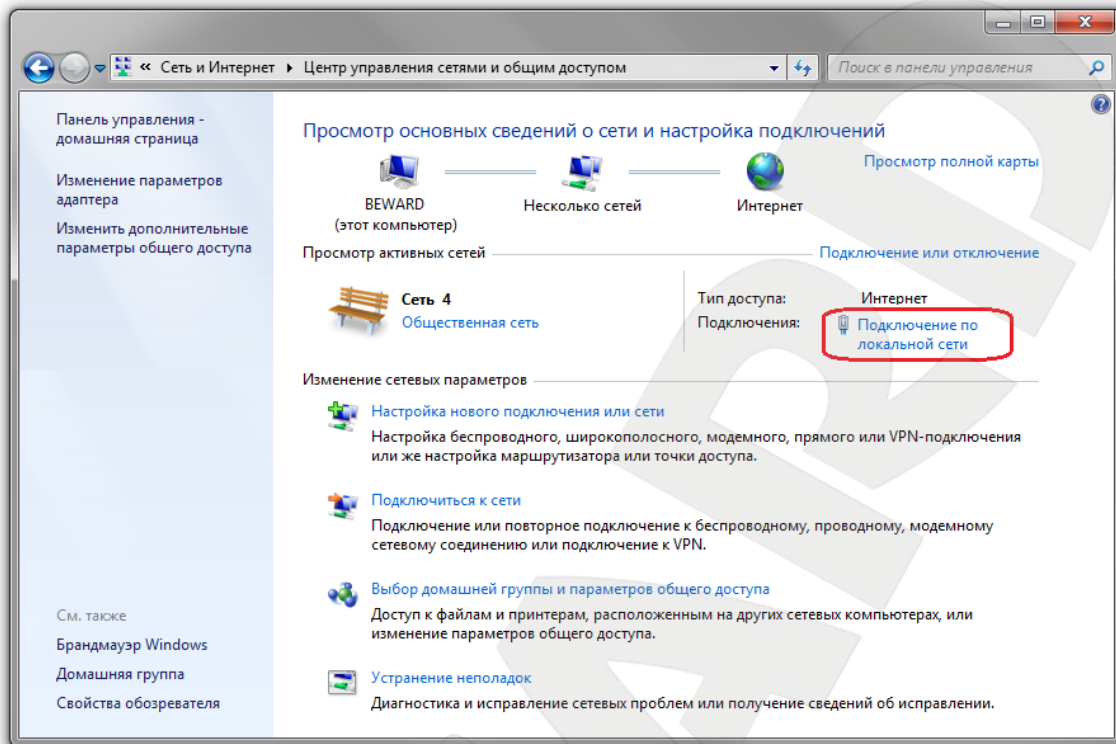 « Сеть и Интернет ▸ Центр управления сетями и общим доступом
Поиск в панели управления
Панель управления -
домашняя страница
Изменение параметров
адаптера
Изменить дополнительные
параметры общего доступа
Просмотр основных сведений о сети и настройка подключений
Просмотр полной карты
BEWARD
(этот компьютер)
Несколько сетей
Интернет
Просмотр активных сетей
Подключение или отключение
Сеть 4
Общественная сеть
Тип доступа:
Интернет
Подключения:
Подключение по
локальной сети
Изменение сетевых параметров
Настройка нового подключения или сети
Настройка беспроводного, широкополосного, модемного, прямого или VPN-подключения
или же настройка маршрутизатора или точки доступа.
Подключиться к сети
Подключение или повторное подключение к беспроводному, проводному, модемному
сетевому соединению или подключение к VPN.
Выбор домашней группы и параметров общего доступа
Доступ к файлам и принтерам, расположенным на других сетевых компьютерах, или
изменение параметров общего доступа.
Устранение неполадок
Диагностика и исправление сетевых проблем или получение сведений об исправлении.
См. также
Брандмауэр Windows
Домашняя группа
Свойства обозревателя